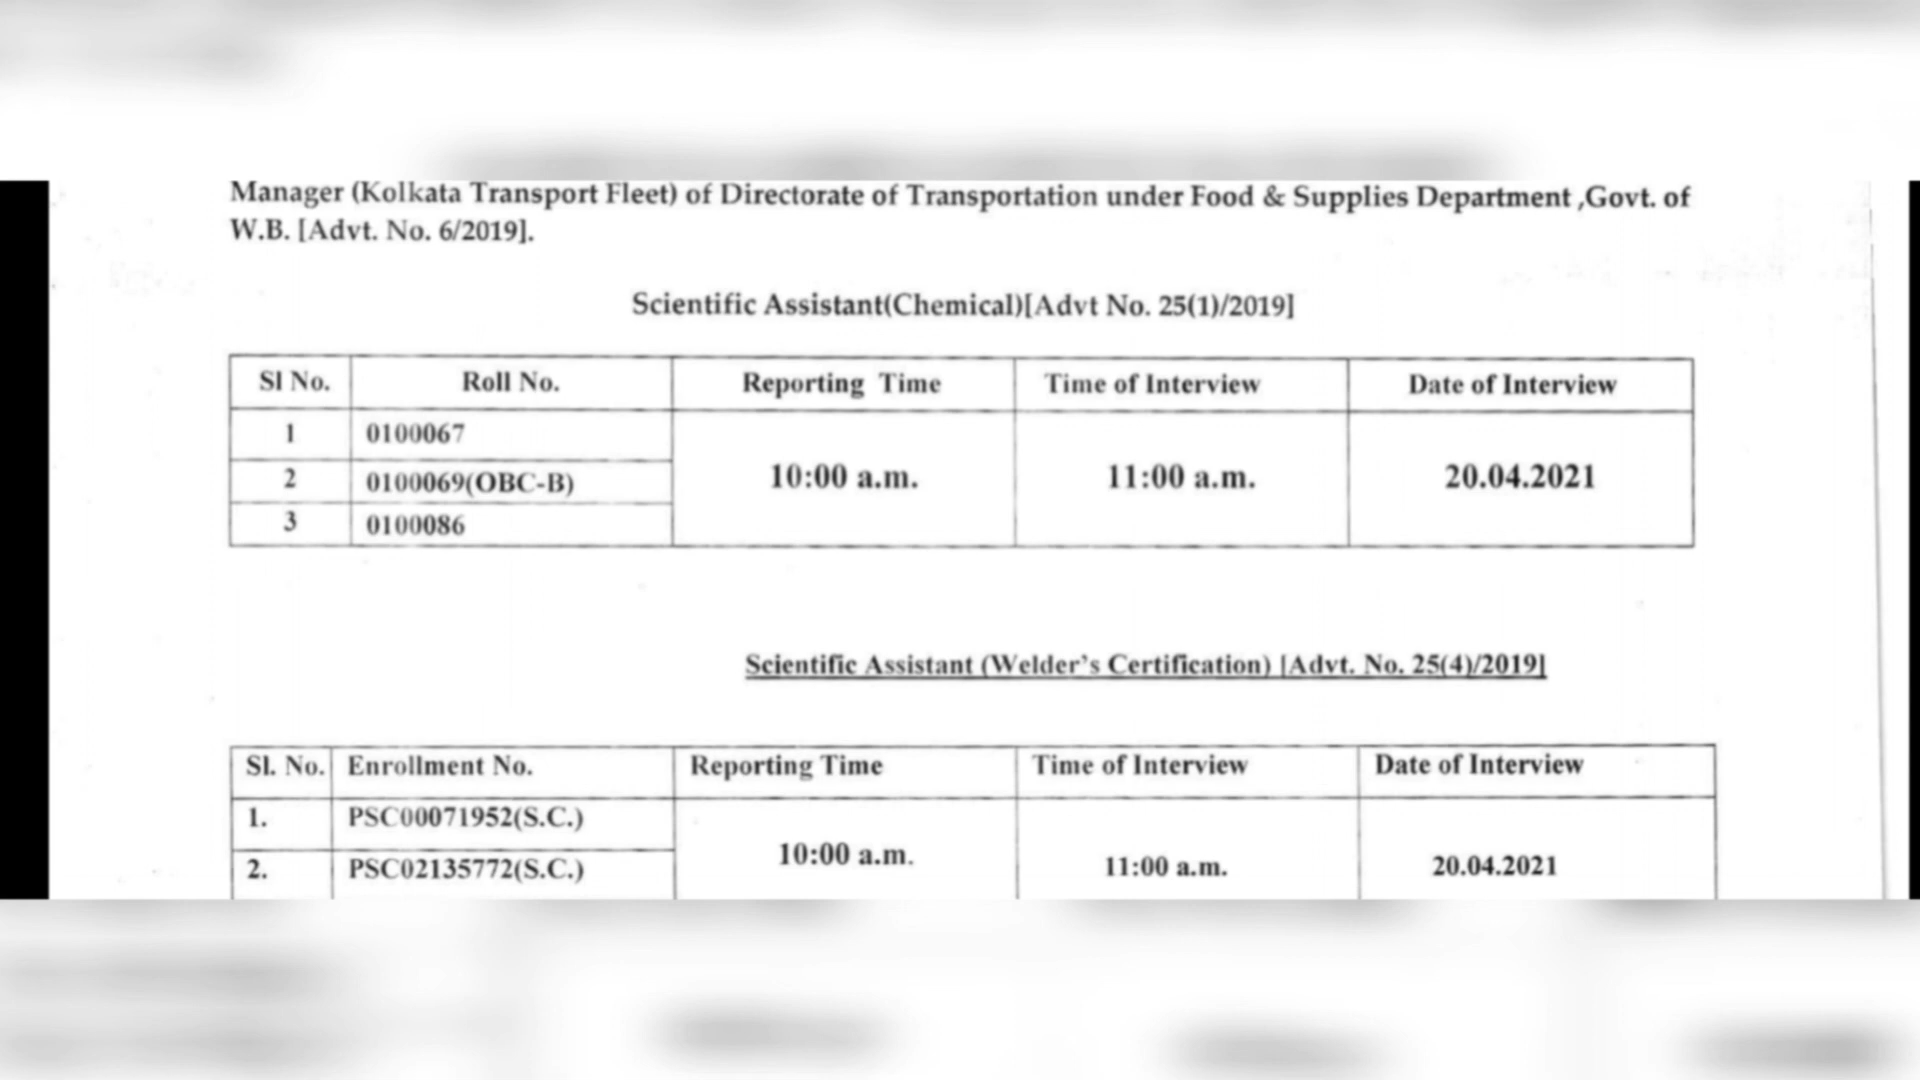 Manager (Kolkata Transport Fleet) of Directorate of Transportation under Food & Supplies Department ,Govt. of
W.B. [Advt. No. 6/2019].
Scientific Assistant(Chemical)[Advt No. 25(1)/2019]
Sl No. Roll No. Reporting Time Time of Interview Date of Interview
1 0100067
2 0100069(OBC-B) 10:00 a.m. 11:00 a.m. 20.04.2021
3 0100086
Scientific Assistant (Welder's Certification) [Advt. No. 25(4)/2019]
Sl. No. Enrollment No. Reporting Time Time of Interview Date of Interview
1. PSC00071952(S.C.)
2. PSC02135772(S.C.) 10:00 a.m. 11:00 a.m. 20.04.2021